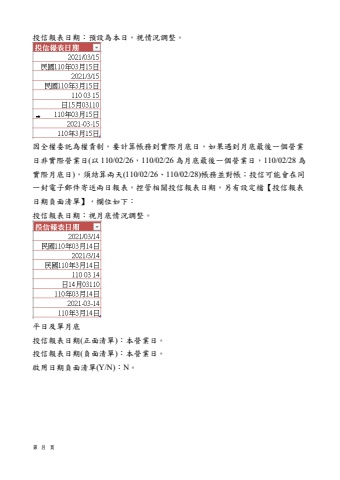 投信報表日期：預設為本日，視情況調整。
投信報表日期
2021/03/15
民國110年03月15日
2021/3/15
民國110年3月15日
110 03 15
日15月03110
110年03月15日
2021-03-15
110年3月15日
因全權委託為權責制，要計算帳務到實際月底日，如果遇到月底最後一個營業
日非實際營業日(以 110/02/26，110/02/26 為月底最後一個營業日，110/02/28 為
實際月底日)，須結算兩天(110/02/26、110/02/28)帳務並對帳；投信可能會在同
一封電子郵件寄送兩日報表，控管相關投信報表日期，另有設定檔【投信報表
日期負面清單】，欄位如下：
投信報表日期：視月底情況調整。
投信報表日期
2021/03/14
民國110年03月14日
2021/3/14
民國110年3月14日
110 03 14
日14月03110
110年03月14日
2021-03-14
110年3月14日
平日及單月底
投信報表日期(正面清單)：本營業日。
投信報表日期(負面清單)：本營業日。
啟用日期負面清單(Y/N)：N。